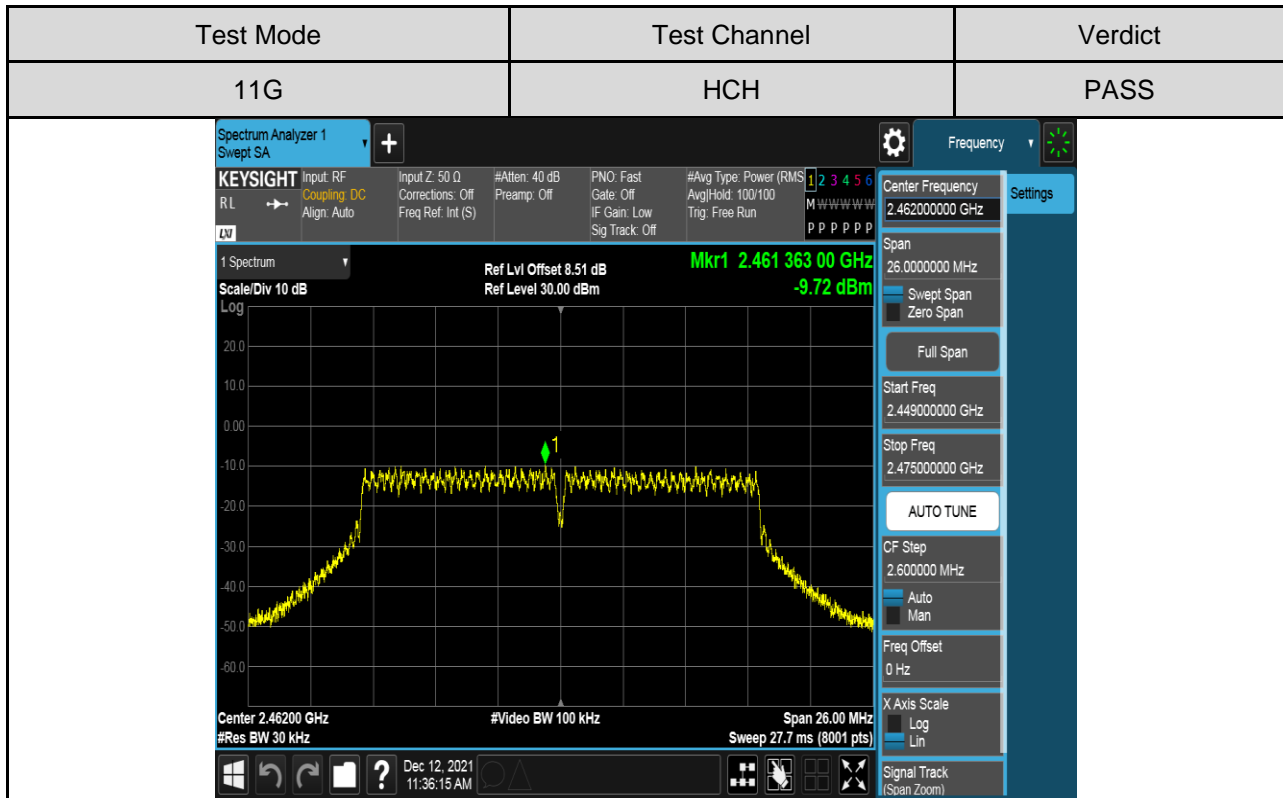 Test Mode Test Channel Verdict
11G HCH PASS
Spectrum Analyzer 1
Swept SA
+
Frequency
KEYSIGHT Input: RF Input Z: 50 Ω #Atten: 40 dB PNO: Fast #Avg Type: Power (RMS 1 2 3 4 5 6
RL Coupling: DC Corrections: Off Preamp: Off Gate: Off Avg|Hold: 100/100 M W W W W W
Align: Auto Freq Ref: Int (S) IF Gain: Low Trig: Free Run
LXI Sig Track: Off P P P P P P
1 Spectrum Ref Lvl Offset 8.51 dB Mkr1 2.461 363 00 GHz
Scale/Div 10 dB Ref Level 30.00 dBm -9.72 dBm
Log
20.0
10.0
0.00
1
-10.0
-20.0
-30.0
-40.0
-50.0
-60.0
Center 2.46200 GHz #Video BW 100 kHz Span 26.00 MHz
#Res BW 30 kHz Sweep 27.7 ms (8001 pts)
Center Frequency
2.462000000 GHz
Settings
Span
26.0000000 MHz
Swept Span
Zero Span
Full Span
Start Freq
2.449000000 GHz
Stop Freq
2.475000000 GHz
AUTO TUNE
CF Step
2.600000 MHz
Auto
Man
Freq Offset
0 Hz
X Axis Scale
Log
Lin
Signal Track
(Span Zoom)
? Dec 12, 2021
11:36:15 AM